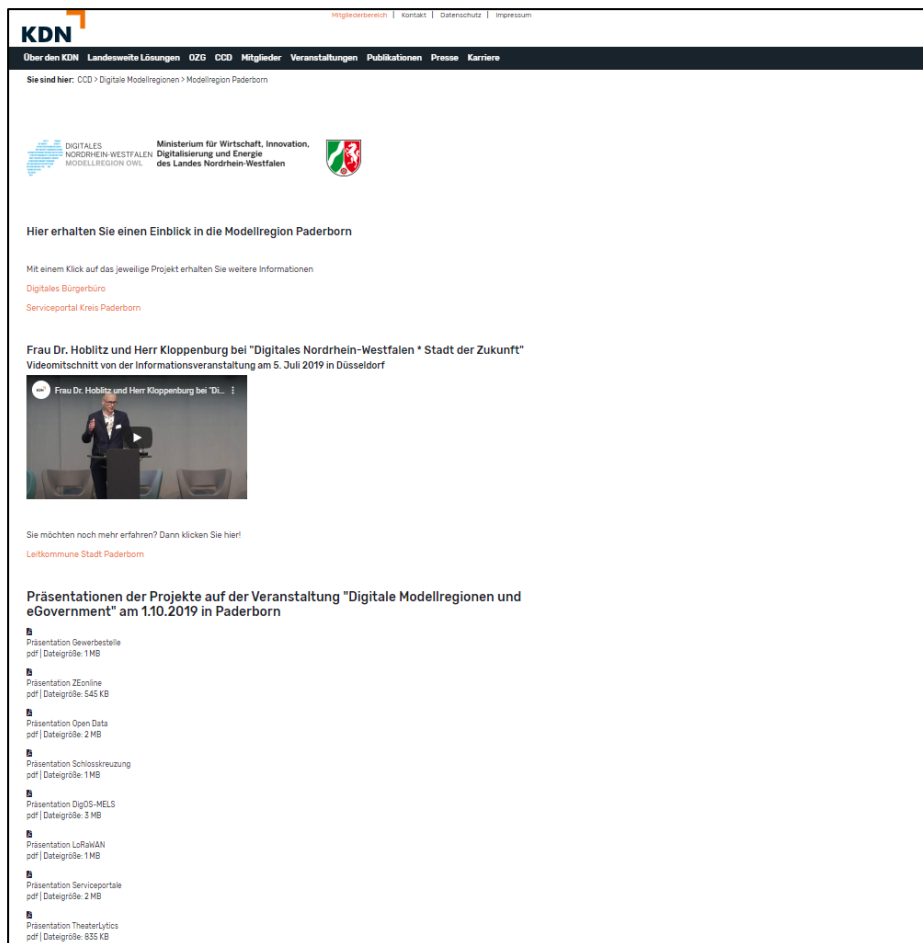 Mitgliederbereich | Kontakt | Datenschutz | Impressum
KDN
Über den KDN Landesweite Lösungen OZG CCD Mitglieder Veranstaltungen Publikationen Presse Karriere
Sie sind hier: CCD > Digitale Modellregionen > Modellregion Paderborn
DIGITALES
NORDRHEIN-WESTFALEN
MODELLREGION OWL
Ministerium für Wirtschaft, Innovation,
Digitalisierung und Energie
des Landes Nordrhein-Westfalen
Hier erhalten Sie einen Einblick in die Modellregion Paderborn
Mit einem Klick auf das jeweilige Projekt erhalten Sie weitere Informationen
Digitales Bürgerbüro
Serviceportal Kreis Paderborn
Frau Dr. Hoblitz und Herr Kloppenburg bei "Digitales Nordrhein-Westfalen * Stadt der Zukunft"
Videomitschnitt von der Informationsveranstaltung am 5. Juli 2019 in Düsseldorf
KDN Frau Dr. Hoblitz und Herr Kloppenburg bei "Di...
Sie möchten noch mehr erfahren? Dann klicken Sie hier!
Leitkommune Stadt Paderborn
Präsentationen der Projekte auf der Veranstaltung "Digitale Modellregionen und
eGovernment" am 1.10.2019 in Paderborn
Präsentation Gewerbestelle
pdf | Dateigröße: 1 MB
Präsentation ZEonline
pdf | Dateigröße: 545 KB
Präsentation Open Data
pdf | Dateigröße: 2 MB
Präsentation Schlosskreuzung
pdf | Dateigröße: 1 MB
Präsentation DigOS-MELS
pdf | Dateigröße: 3 MB
Präsentation LoRaWAN
pdf | Dateigröße: 1 MB
Präsentation Serviceportale
pdf | Dateigröße: 2 MB
Präsentation TheaterLytics
pdf | Dateigröße: 835 KB